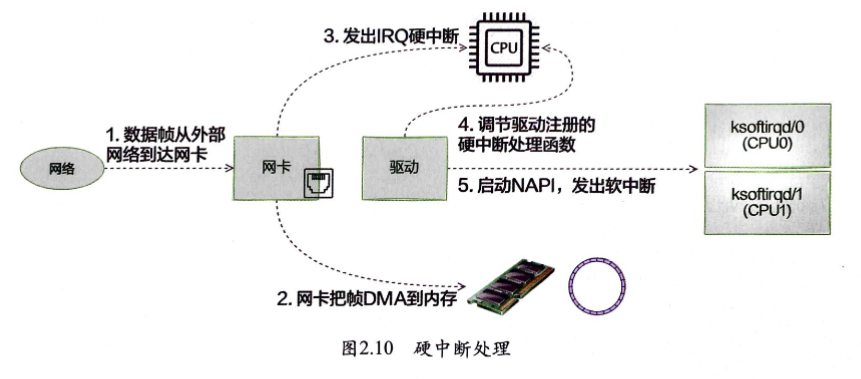 3. 发出IRQ硬中断
CPU
1. 数据帧从外部
网络到达网卡
网络
网卡
驱动
4. 调节驱动注册的
硬中断处理函数
5. 启动NAPI，发出软中断
ksoftirqd/0
(CPU0)
ksoftirqd/1
(CPU1)
2. 网卡把帧DMA到内存
图2.10 硬中断处理